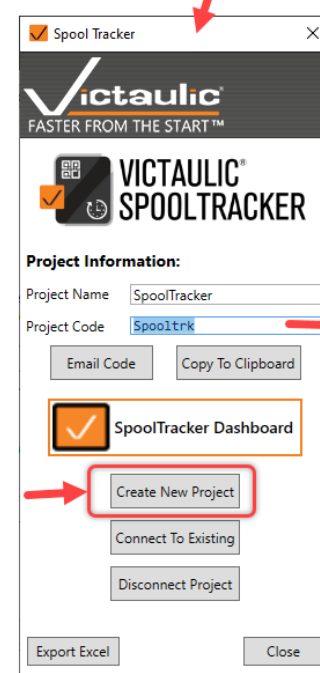 Spool Tracker
Victaulic
FASTER FROM THE START™
VICTAULIC®
SPOOLTRACKER
Project Information:
Project Name SpoolTracker
Project Code Spooltrk
Email Code Copy To Clipboard
SpoolTracker Dashboard
Create New Project
Connect To Existing
Disconnect Project
Export Excel Close